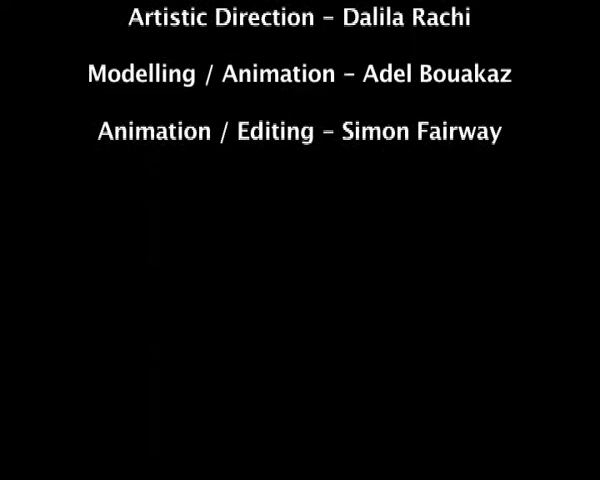 Artistic Direction – Dalila Rachi
Modelling / Animation – Adel Bouakaz
Animation / Editing – Simon Fairway